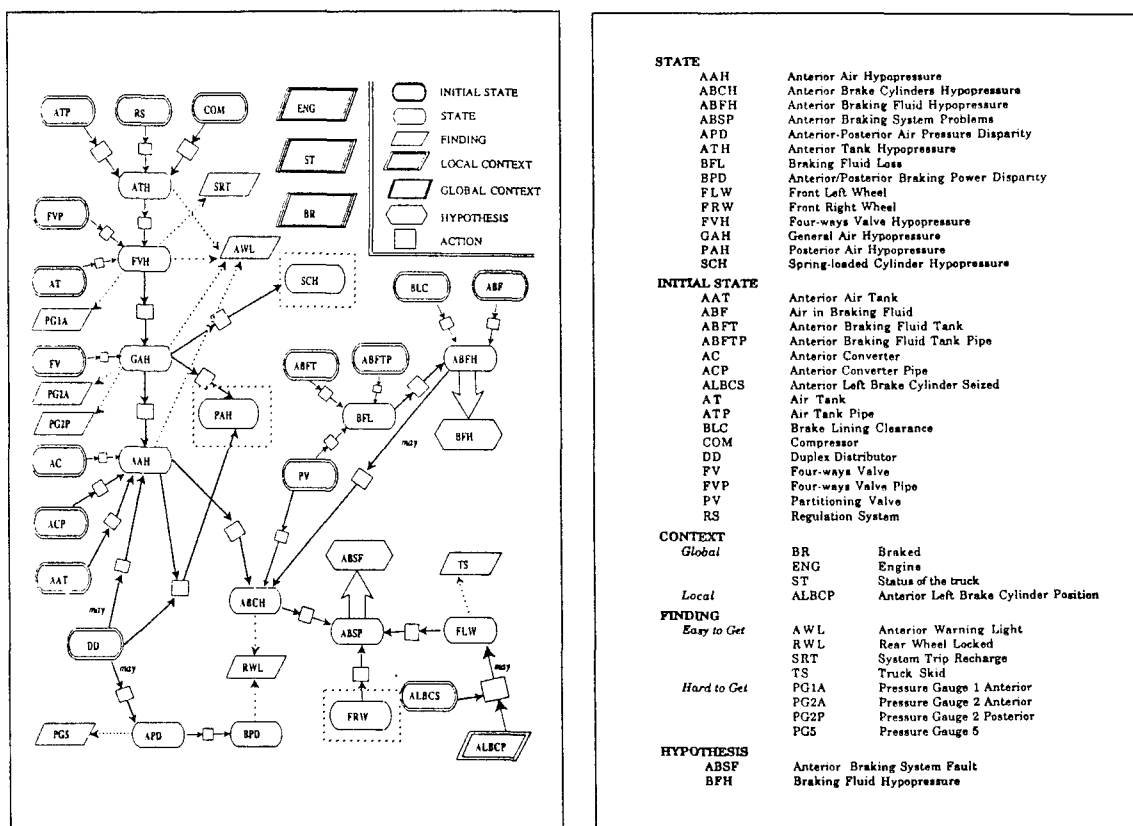 ATP RS COM ENG INITIAL STATE
STATE
FINDING
ST LOCAL CONTEXT
ATH SRT GLOBAL CONTEXT
FVP BR HYPOTHESIS
AWL ACTION
FVH
AT SCH BLC ABF
PG1A
FV GAH ABFT ABFTP ABFH
PG2A
PG2P PAH BFL may BFH
AC AAH
PV
ACP
ABSF TS
AAT
may ABCH
ABSP FLW
DD
may RWL may
ALBCS
FRW
PG5 APD BPD ALBCP
STATE
AAH Anterior Air Hypopressure
ABCH Anterior Brake Cylinders Hypopressure
ABFH Anterior Braking Fluid Hypopressure
ABSP Anterior Braking System Problems
APD Anterior-Posterior Air Pressure Disparity
ATH Anterior Tank Hypopressure
BFL Braking Fluid Loss
BPD Anterior/Posterior Braking Power Disparity
FLW Front Left Wheel
FRW Front Right Wheel
FVH Four-ways Valve Hypopressure
GAH General Air Hypopressure
PAH Posterior Air Hypopressure
SCH Spring-loaded Cylinder Hypopressure
INITIAL STATE
AAT Anterior Air Tank
ABF Air in Braking Fluid
ABFT Anterior Braking Fluid Tank
ABFTP Anterior Braking Fluid Tank Pipe
AC Anterior Converter
ACP Anterior Converter Pipe
ALBCS Anterior Left Brake Cylinder Seized
AT Air Tank
ATP Air Tank Pipe
BLC Brake Lining Clearance
COM Compressor
DD Duplex Distributor
FV Four-ways Valve
FVP Four-ways Valve Pipe
PV Partitioning Valve
RS Regulation System
CONTEXT
Global BR Braked
ENG Engine
ST Status of the truck
Local ALBCP Anterior Left Brake Cylinder Position
FINDING
Easy to Get AWL Anterior Warning Light
RWL Rear Wheel Locked
SRT System Trip Recharge
TS Truck Skid
Hard to Get PG1A Pressure Gauge 1 Anterior
PG2A Pressure Gauge 2 Anterior
PG2P Pressure Gauge 2 Posterior
PG5 Pressure Gauge 5
HYPOTHESIS
ABSF Anterior Braking System Fault
BFH Braking Fluid Hypopressure